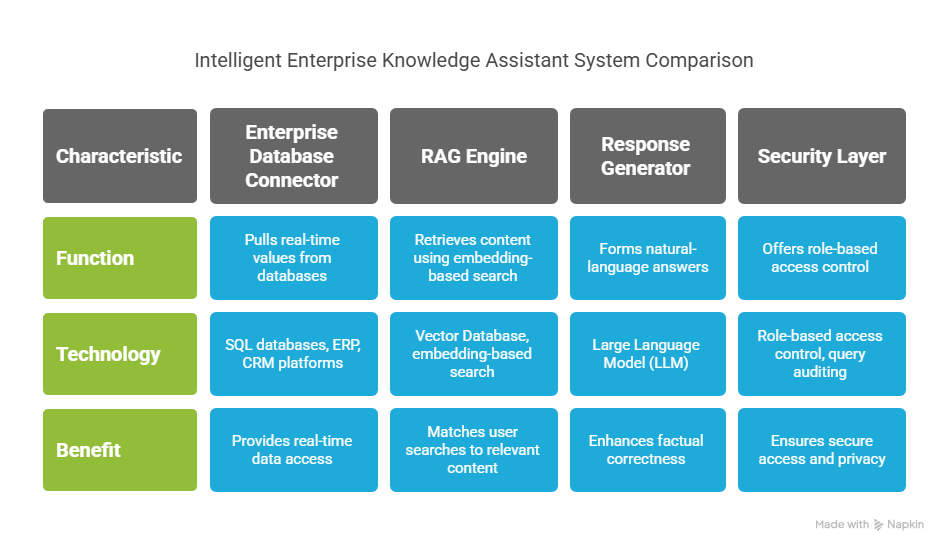 Intelligent Enterprise Knowledge Assistant System Comparison
Characteristic
Enterprise
Database
Connector
RAG Engine
Response
Generator
Security Layer
Function
Pulls real-time
values from
databases
Retrieves content
using embedding-
based search
Forms natural-
language answers
Offers role-based
access control
Technology
SQL databases, ERP,
CRM platforms
Vector Database,
embedding-based
search
Large Language
Model (LLM)
Role-based access
control, query
auditing
Benefit
Provides real-time
data access
Matches user
searches to relevant
content
Enhances factual
correctness
Ensures secure
access and privacy
Made with Napkin